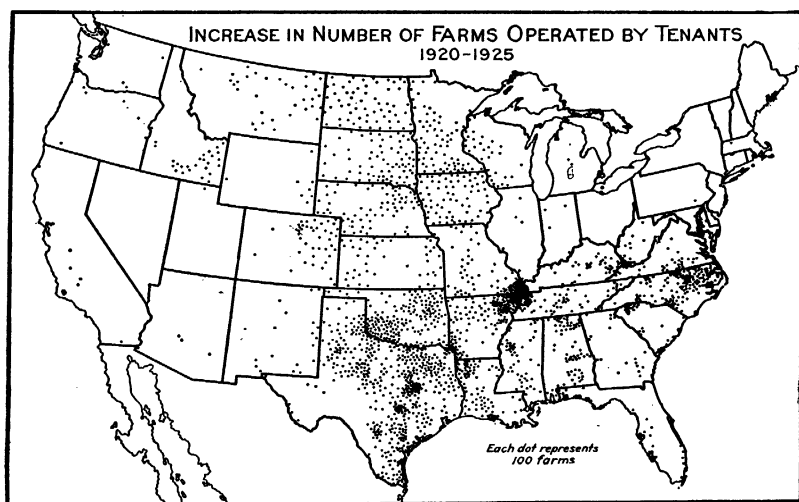 INCREASE IN NUMBER OF FARMS OPERATED BY TENANTS
1920-1925
Each dot represents
100 farms